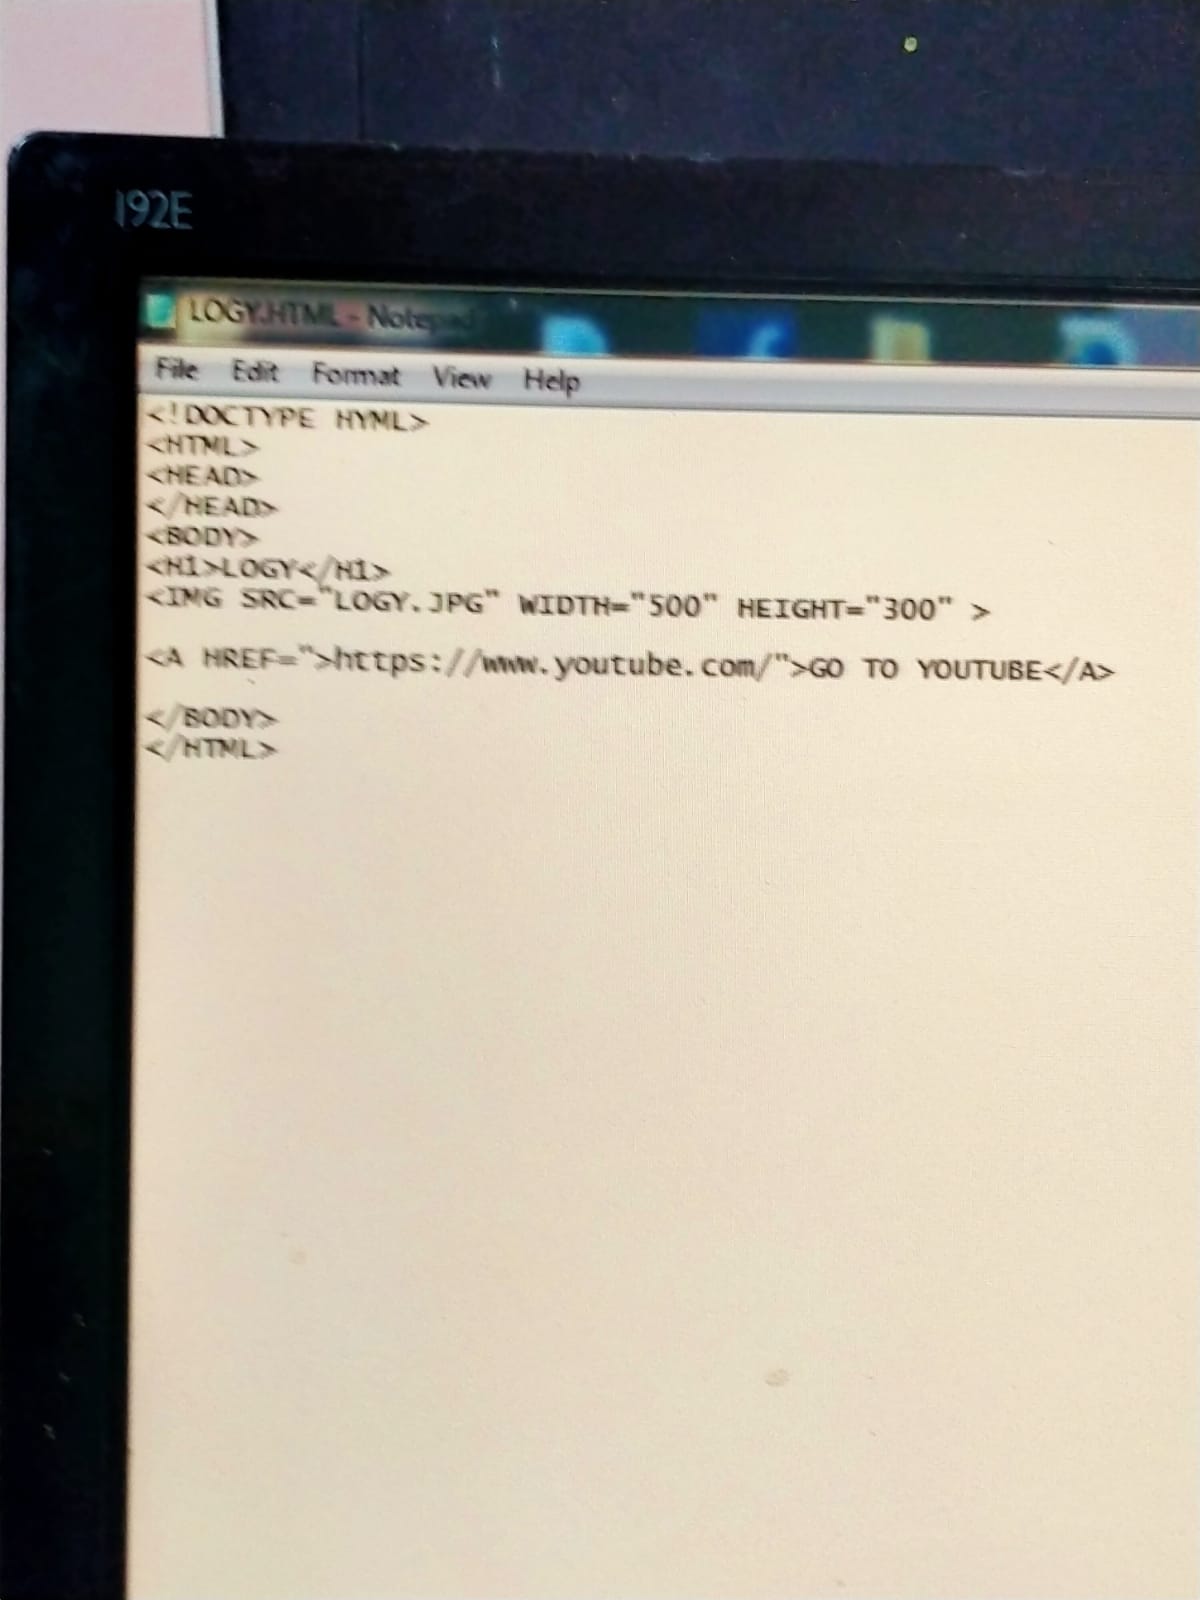 192E
LOGY.HTML - Notepad
File Edit Format View Help
<!DOCTYPE HYML>
<HTML>
<HEAD>
</HEAD>
<BODY>
<H1>LOGY</H1>
<IMG SRC="LOGY.JPG" WIDTH="500" HEIGHT="300" >
<A HREF=">https://www.youtube.com/">GO TO YOUTUBE</A>
</BODY>
</HTML>